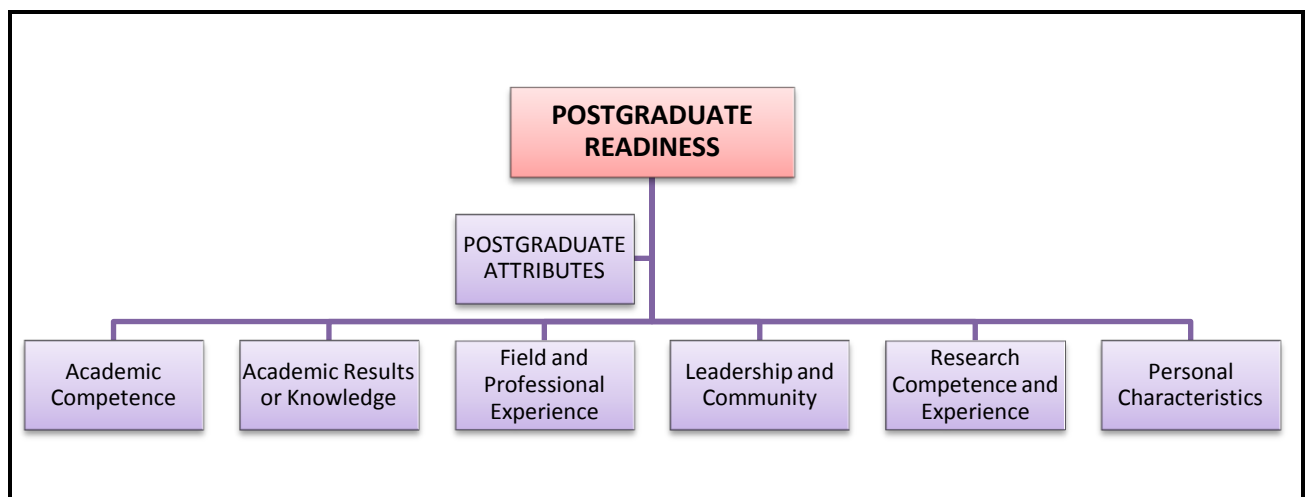 POSTGRADUATE
READINESS
POSTGRADUATE
ATTRIBUTES
Academic
Competence
Academic Results
or Knowledge
Field and
Professional
Experience
Leadership and
Community
Research
Competence and
Experience
Personal
Characteristics